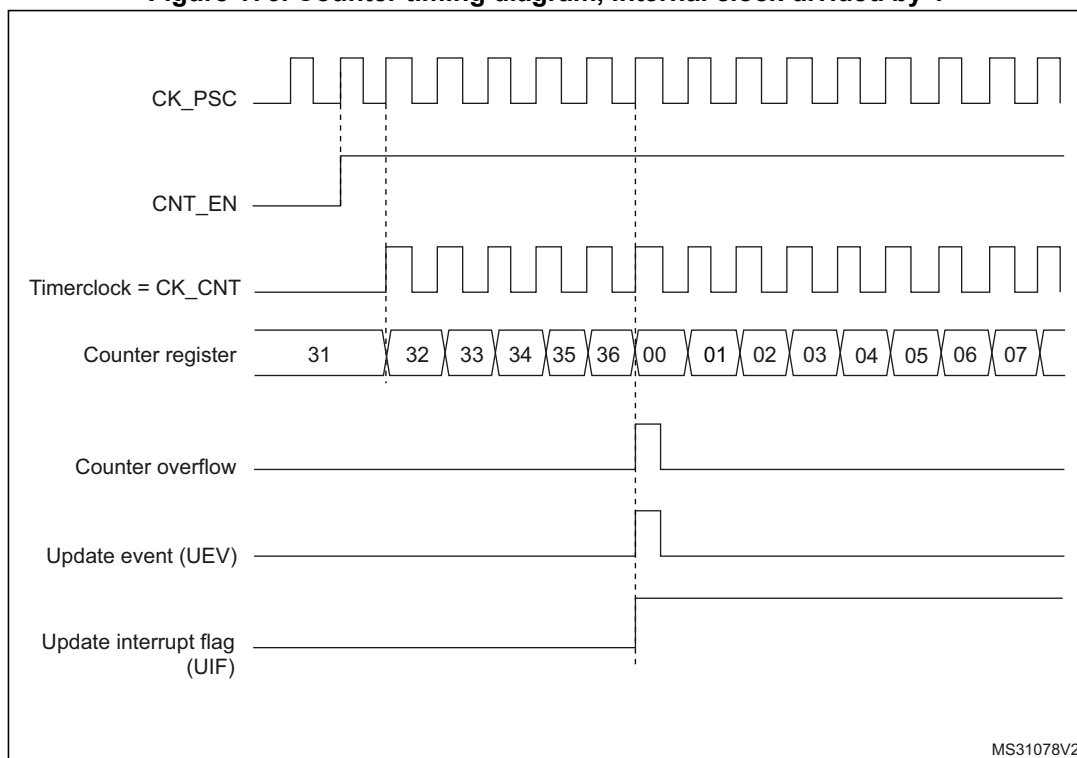 CK_PSC
CNT_EN
Timerclock = CK_CNT
Counter register 31 32 33 34 35 36 00 01 02 03 04 05 06 07
Counter overflow
Update event (UEV)
Update interrupt flag
(UIF)
MS31078V2